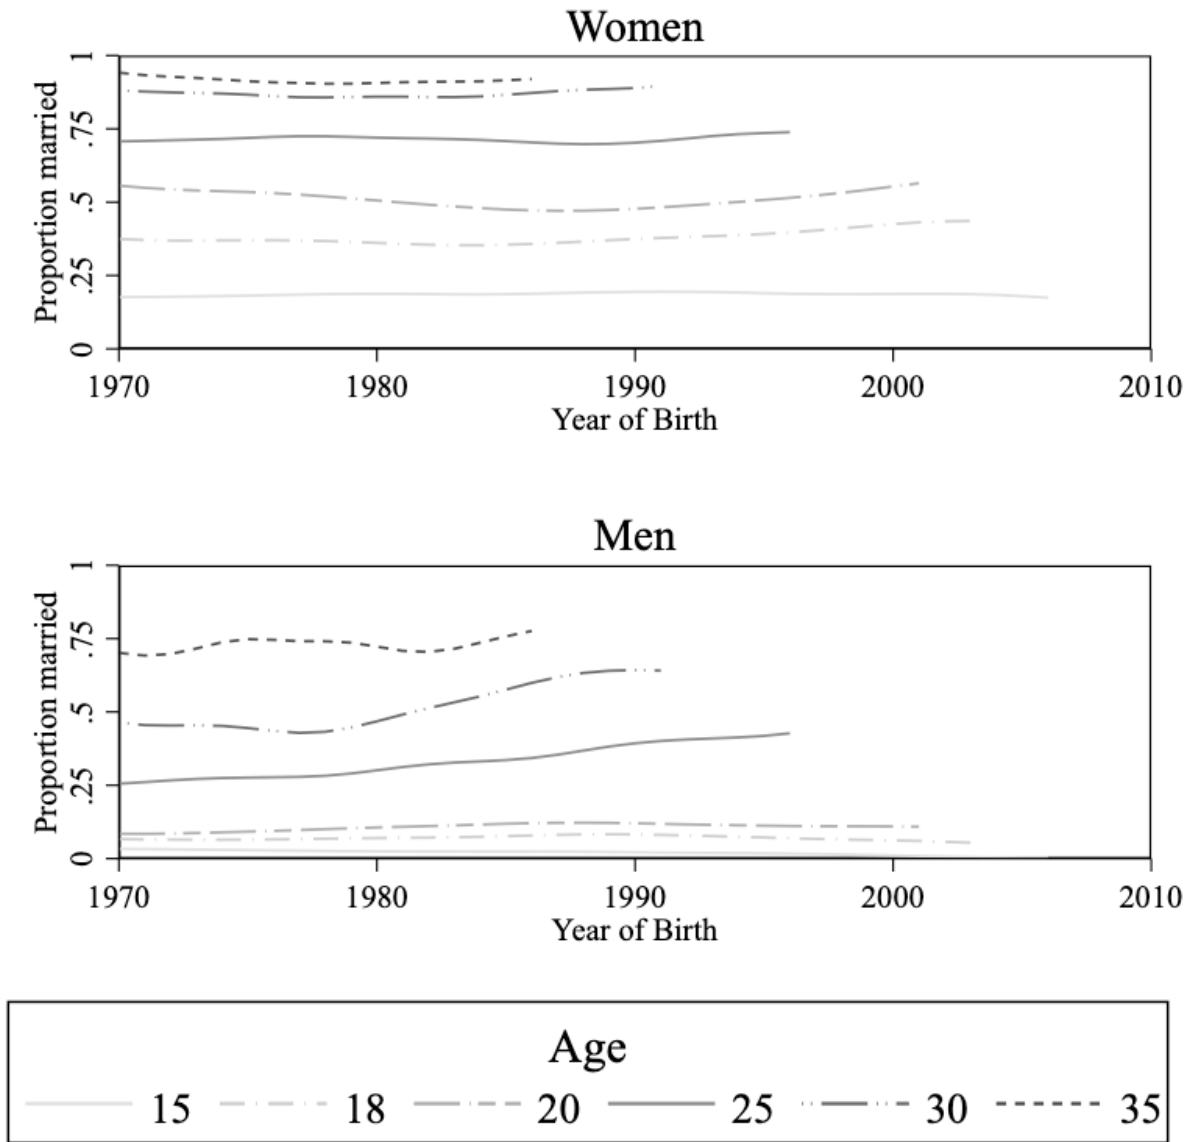 Women
Proportion married
1
.75
.5
.25
0
1970 1980 1990 2000 2010
Year of Birth
Men
Proportion married
1
.75
.5
.25
0
1970 1980 1990 2000 2010
Year of Birth
Age
15 18 20 25 30 35